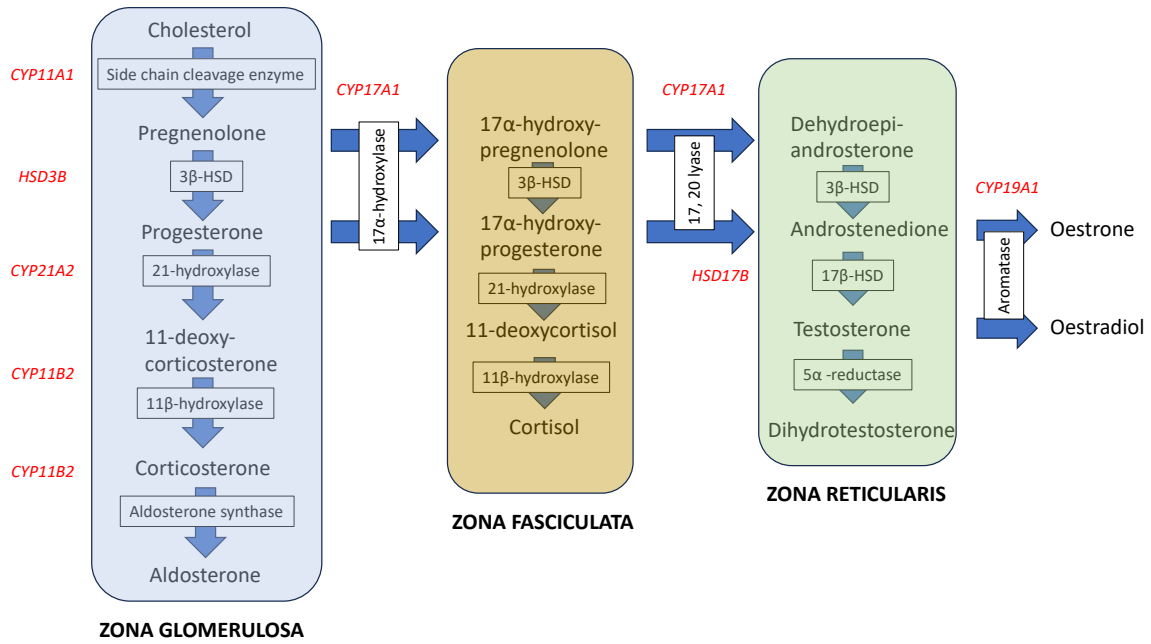 Cholesterol
CYP11A1
Side chain cleavage enzyme
Pregnenolone
HSD3B
3β-HSD
Progesterone
CYP21A2
21-hydroxylase
11-deoxy-
corticosterone
CYP11B2
11β-hydroxylase
Corticosterone
CYP11B2
Aldosterone synthase
Aldosterone
ZONA GLOMERULOSA
CYP17A1
17α-hydroxylase
17α-hydroxy-
pregnenolone
3β-HSD
17α-hydroxy-
progesterone
21-hydroxylase
11-deoxycortisol
11β-hydroxylase
Cortisol
ZONA FASCICULATA
CYP17A1
17, 20 lyase
HSD17B
Dehydroepi-
androsterone
3β-HSD
Androstenedione
17β-HSD
Testosterone
5α -reductase
Dihydrotestosterone
ZONA RETICULARIS
CYP19A1
Aromatase
Oestrone
Oestradiol